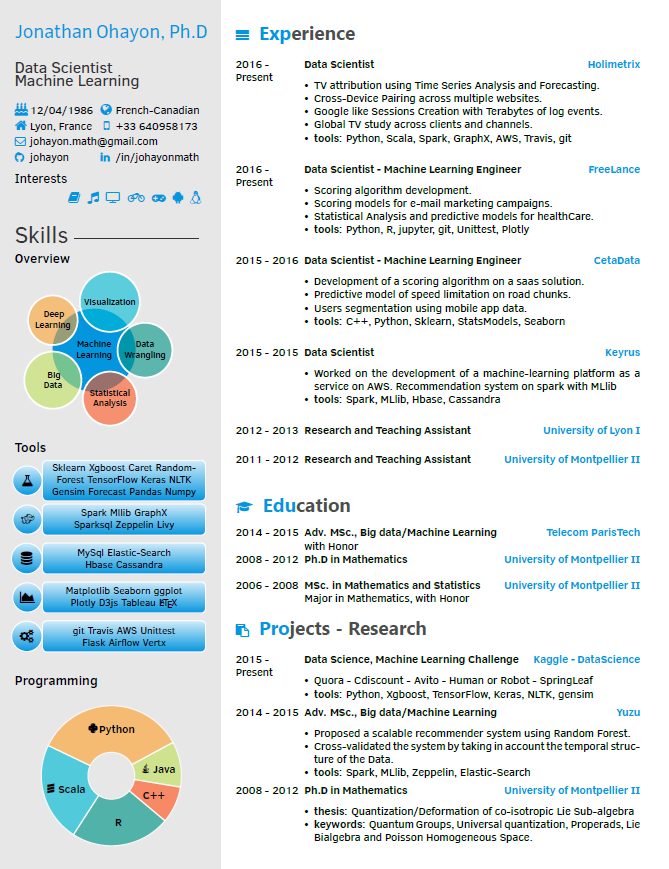 Jonathan Ohayon, Ph.D
Data Scientist
Machine Learning
12/04/1986 French-Canadian
Lyon, France +33 640958173
johayon.math@gmail.com
johayon /in/johayonmath
Interests
Skills
Overview
Visualization
Deep
Learning
Machine
Learning
Data
Wrangling
Big
Data
Statistical
Analysis
Tools
Sklearn Xgboost Caret Random-
Forest TensorFlow Keras NLTK
Gensim Forecast Pandas Numpy
Spark Mllib GraphX
Sparksql Zeppelin Livy
MySql Elastic-Search
Hbase Cassandra
Matplotlib Seaborn ggplot
Plotly D3js Tableau LATEX
git Travis AWS Unittest
Flask Airflow Vertx
Programming
Python
Java
Scala
C++
R
Experience
2016 - Data Scientist Holimetrix
Present
• TV attribution using Time Series Analysis and Forecasting.
• Cross-Device Pairing across multiple websites.
• Google like Sessions Creation with Terabytes of log events.
• Global TV study across clients and channels.
• tools: Python, Scala, Spark, GraphX, AWS, Travis, git
2016 - Data Scientist - Machine Learning Engineer FreeLance
Present
• Scoring algorithm development.
• Scoring models for e-mail marketing campaigns.
• Statistical Analysis and predictive models for healthCare.
• tools: Python, R, jupyter, git, Unittest, Plotly
2015 - 2016 Data Scientist - Machine Learning Engineer CetaData
• Development of a scoring algorithm on a saas solution.
• Predictive model of speed limitation on road chunks.
• Users segmentation using mobile app data.
• tools: C++, Python, Sklearn, StatsModels, Seaborn
2015 - 2015 Data Scientist Keyrus
• Worked on the development of a machine-learning platform as a
service on AWS. Recommendation system on spark with MLlib
• tools: Spark, MLlib, Hbase, Cassandra
2012 - 2013 Research and Teaching Assistant University of Lyon I
2011 - 2012 Research and Teaching Assistant University of Montpellier II
Education
2014 - 2015 Adv. MSc., Big data/Machine Learning Telecom ParisTech
with Honor
2008 - 2012 Ph.D in Mathematics University of Montpellier II
2006 - 2008 MSc. in Mathematics and Statistics University of Montpellier II
Major in Mathematics, with Honor
Projects - Research
2015 - Data Science, Machine Learning Challenge Kaggle - DataScience
Present
• Quora - Cdiscount - Avito - Human or Robot - SpringLeaf
• tools: Python, Xgboost, TensorFlow, Keras, NLTK, gensim
2014 - 2015 Adv. MSc., Big data/Machine Learning Yuzu
• Proposed a scalable recommender system using Random Forest.
• Cross-validated the system by taking in account the temporal struc-
ture of the Data.
• tools: Spark, MLlib, Zeppelin, Elastic-Search
2008 - 2012 Ph.D in Mathematics University of Montpellier II
• thesis: Quantization/Deformation of co-isotropic Lie Sub-algebra
• keywords: Quantum Groups, Universal quantization, Properads, Lie
Bialgebra and Poisson Homogeneous Space.